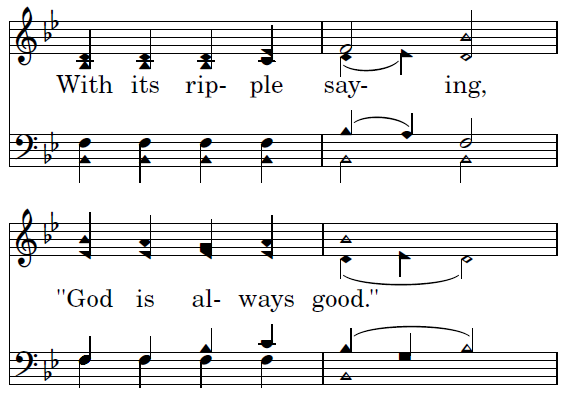 With its rip- ple say- ing,
"God is al- ways good."